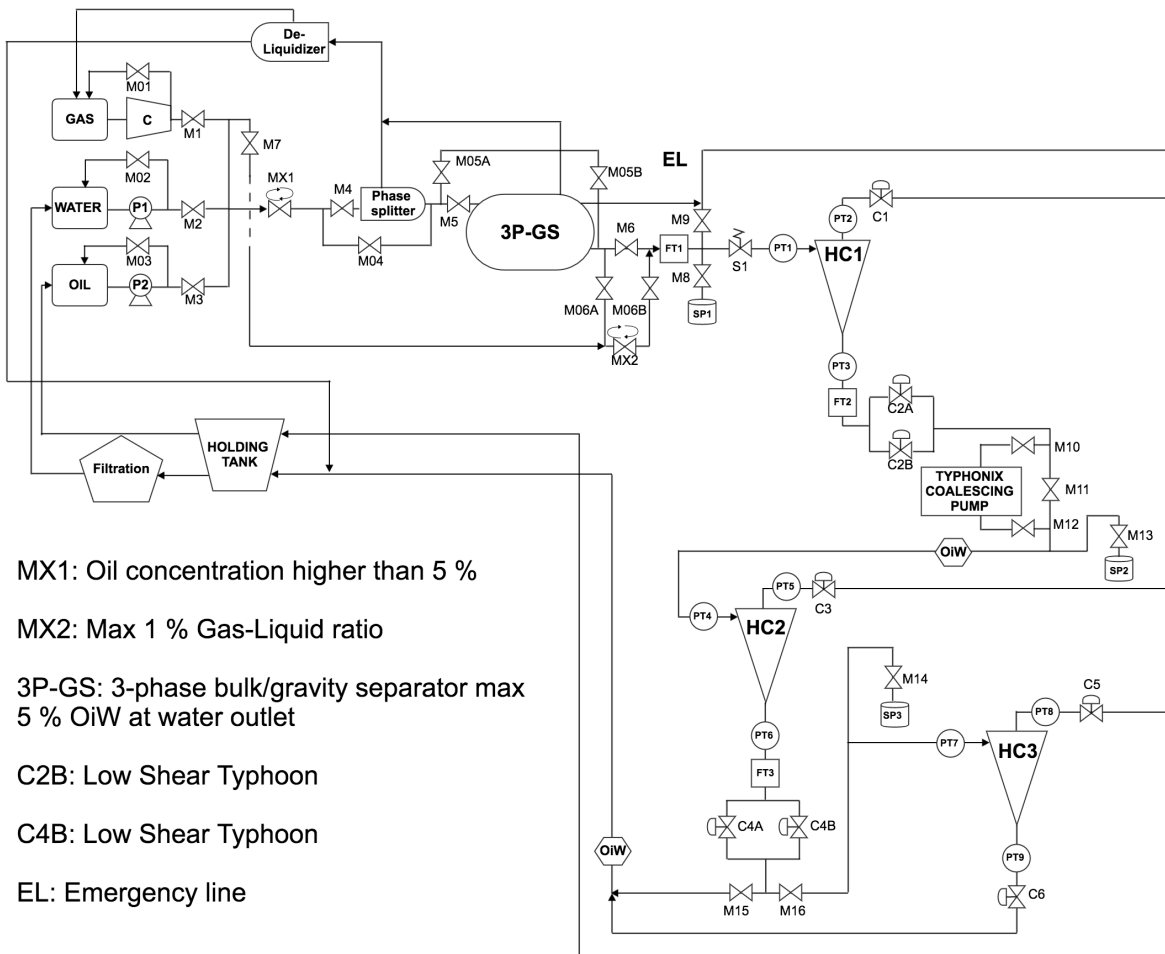 De-
Liquidizer
M01
GAS
C
M1
M7
M02
MX1
M4
Phase
splitter
M05A
M05B
EL
WATER
P1
M2
M5
3P-GS
M04
M03
OIL
P2
M3
M6
M9
FT1
M8
S1
PT1
PT2
C1
HC1
M06A
M06B
SP1
MX2
PT3
FT2
C2A
C2B
M10
TYPHONIX
COALESCING
PUMP
M11
M12
M13
SP2
OiW
HOLDING
TANK
Filtration
PT4
PT5
C3
HC2
PT6
FT3
C4A
C4B
M14
SP3
PT7
PT8
C5
HC3
PT9
C6
OiW
M15
M16
MX1: Oil concentration higher than 5 %
MX2: Max 1 % Gas-Liquid ratio
3P-GS: 3-phase bulk/gravity separator max
5 % OiW at water outlet
C2B: Low Shear Typhoon
C4B: Low Shear Typhoon
EL: Emergency line